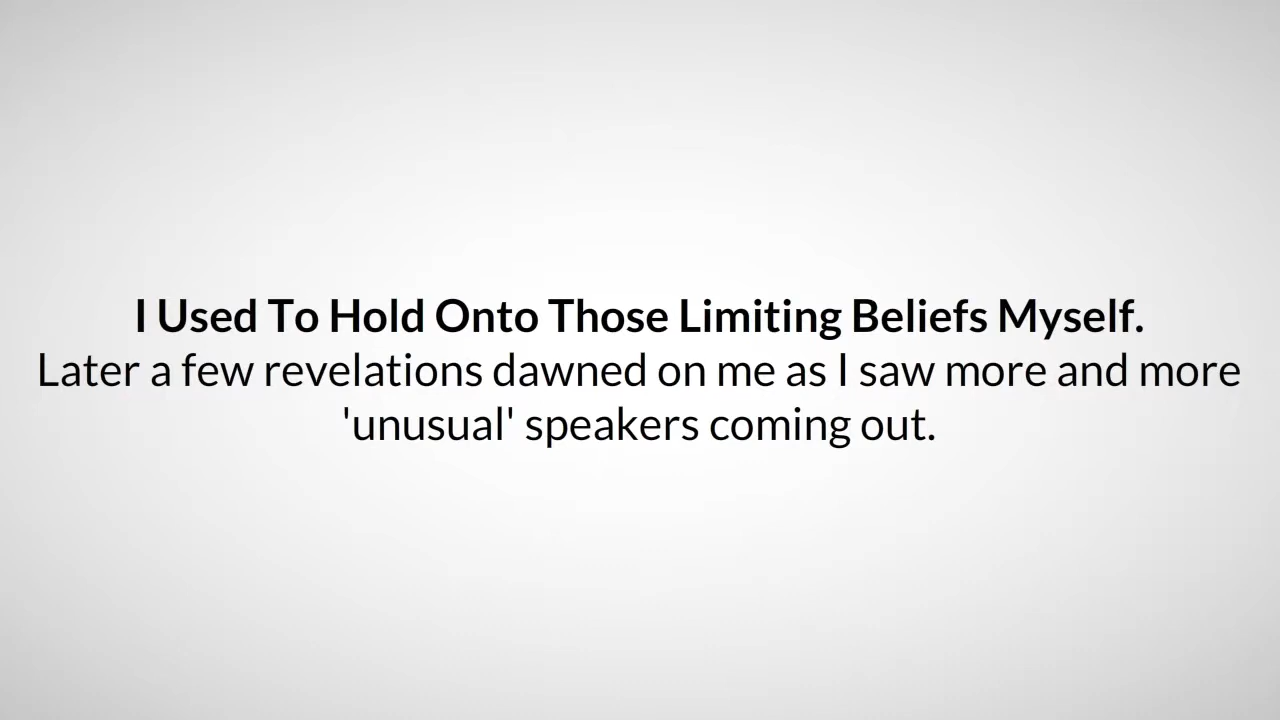 I Used To Hold Onto Those Limiting Beliefs Myself.
Later a few revelations dawned on me as I saw more and more
'unusual' speakers coming out.